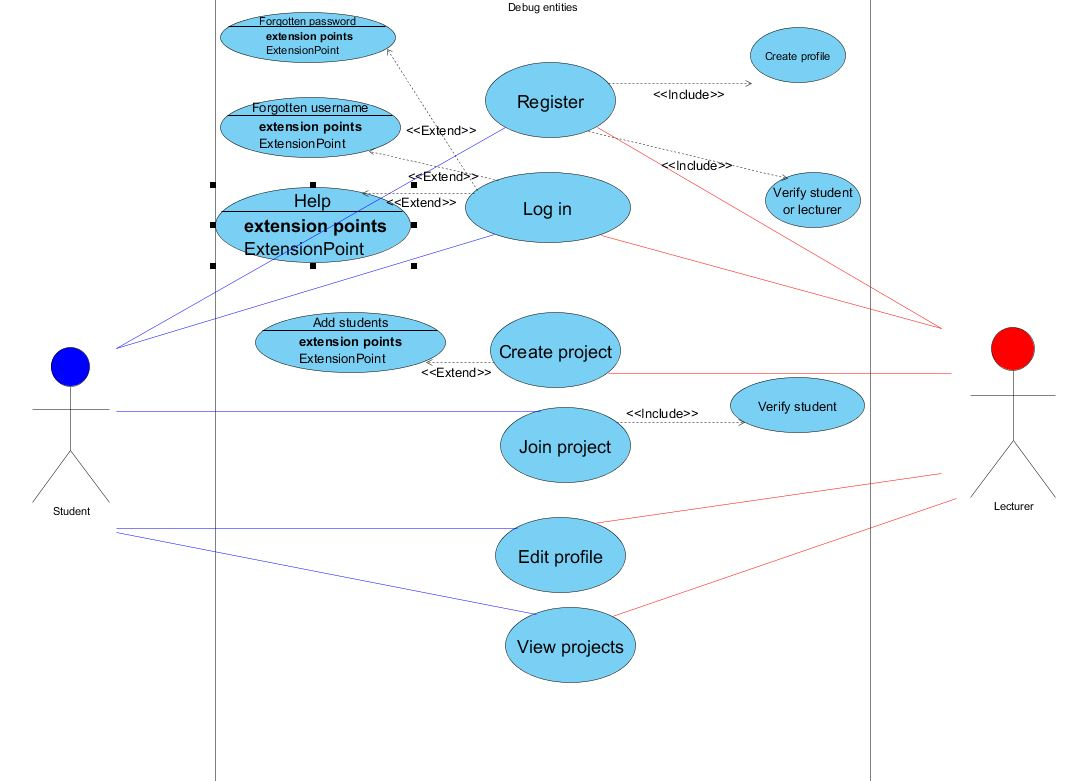 Debug entities
Forgotten password
extension points
ExtensionPoint
Create profile
Register
<<Include>>
Forgotten username
extension points
ExtensionPoint
<<Extend>>
<<Include>>
<<Extend>>
Help
extension points
ExtensionPoint
<<Extend>>
Log in
Verify student
or lecturer
Add students
extension points
ExtensionPoint
<<Extend>>
Create project
<<Include>>
Verify student
Join project
Student
Lecturer
Edit profile
View projects